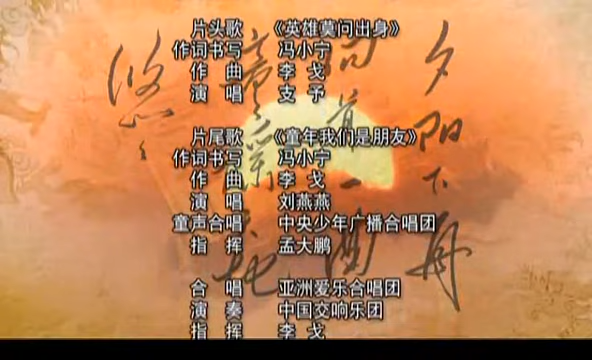 片头歌 《英雄莫问出身》
作词书写 冯小宁
作曲 李戈
演唱 支予
片尾歌 《童年我们是朋友》
作词书写 冯小宁
作曲 李戈
演唱 刘燕燕
童声合唱 中央少年广播合唱团
指挥 孟大鹏
合唱 亚洲爱乐合唱团
演奏 中国交响乐团
指挥 李戈
夕阳下